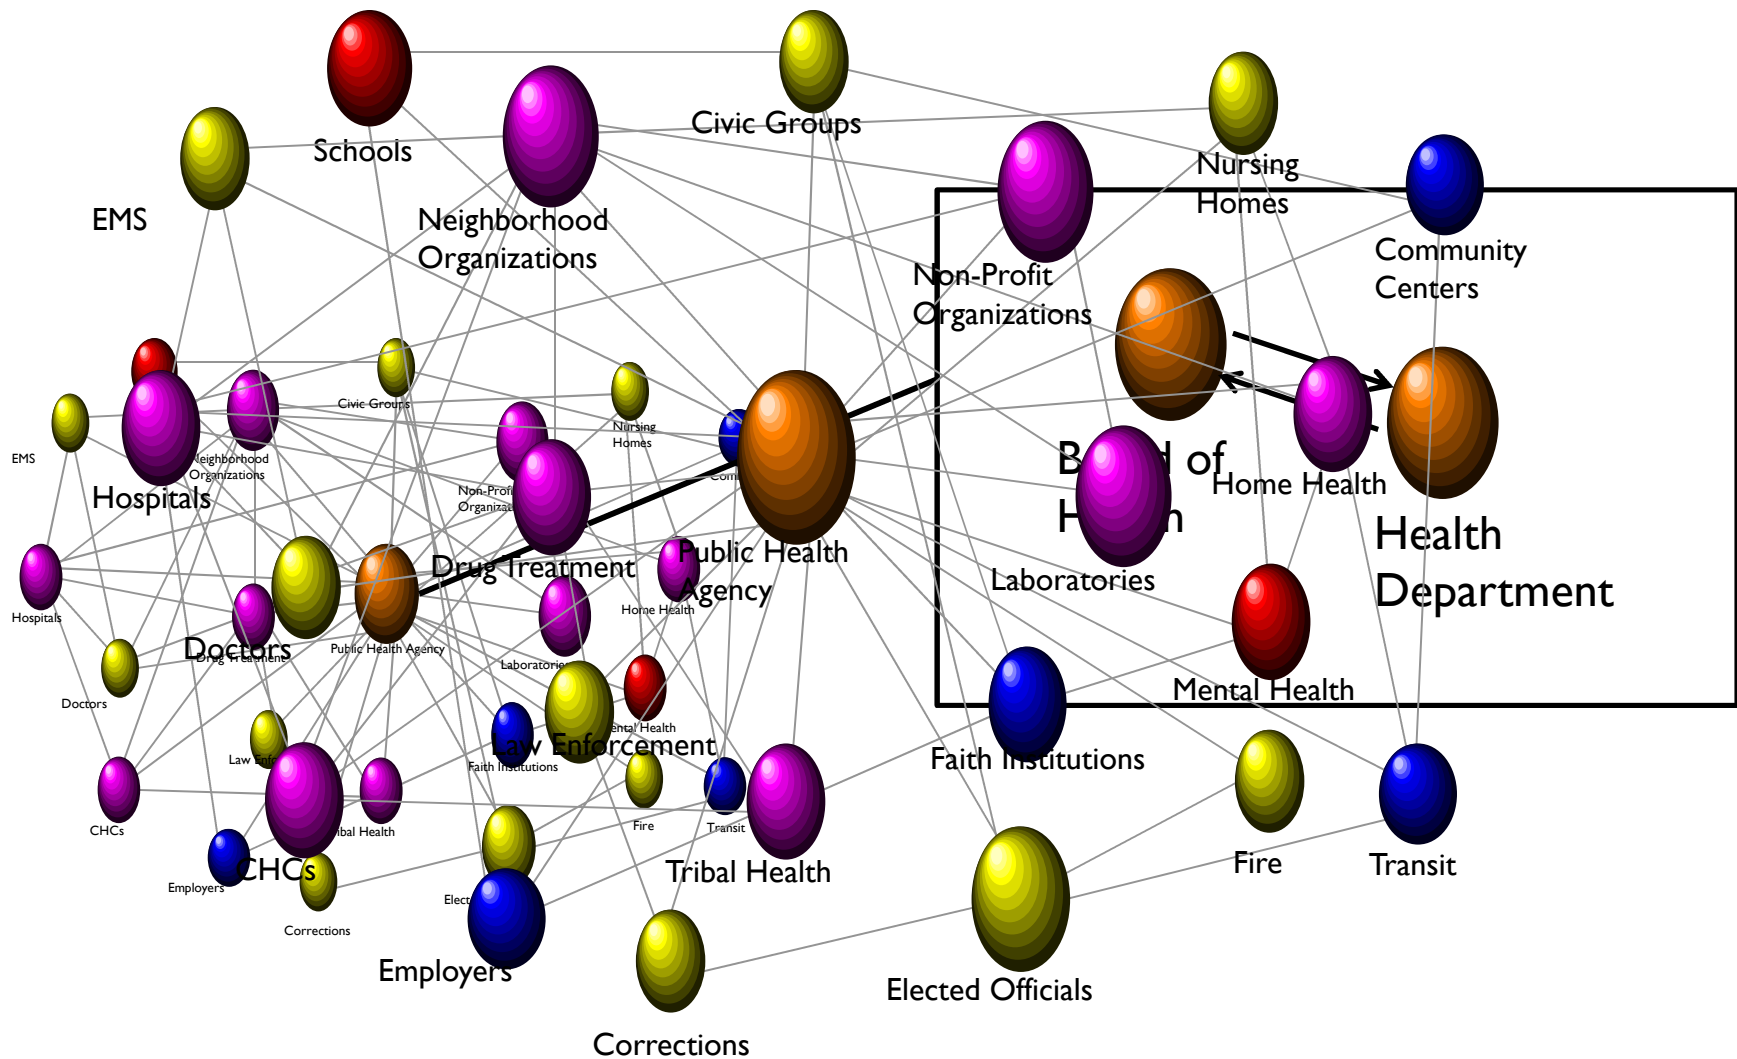 Civic Groups
Schools
Nursing
Homes
EMS
Neighborhood
Organizations
Community
Centers
Non-Profit
Organizations
Civic Groups
Nursing
Homes
EMS
Neighborhood
Organizations
Hospitals
Home Health
Health
Department
Public Health
Agency
Drug Treatment
Laboratories
Home Health
Hospitals
Doctors
Public Health Agency
Laboratories
Drug Treatment
Doctors
Mental Health
Law Enforcement
Faith Institutions
Faith Institutions
CHCs
Fire
Transit
Tribal Health
Fire
Transit
CHCs
Employers
Corrections
Employers
Elected Officials
Corrections